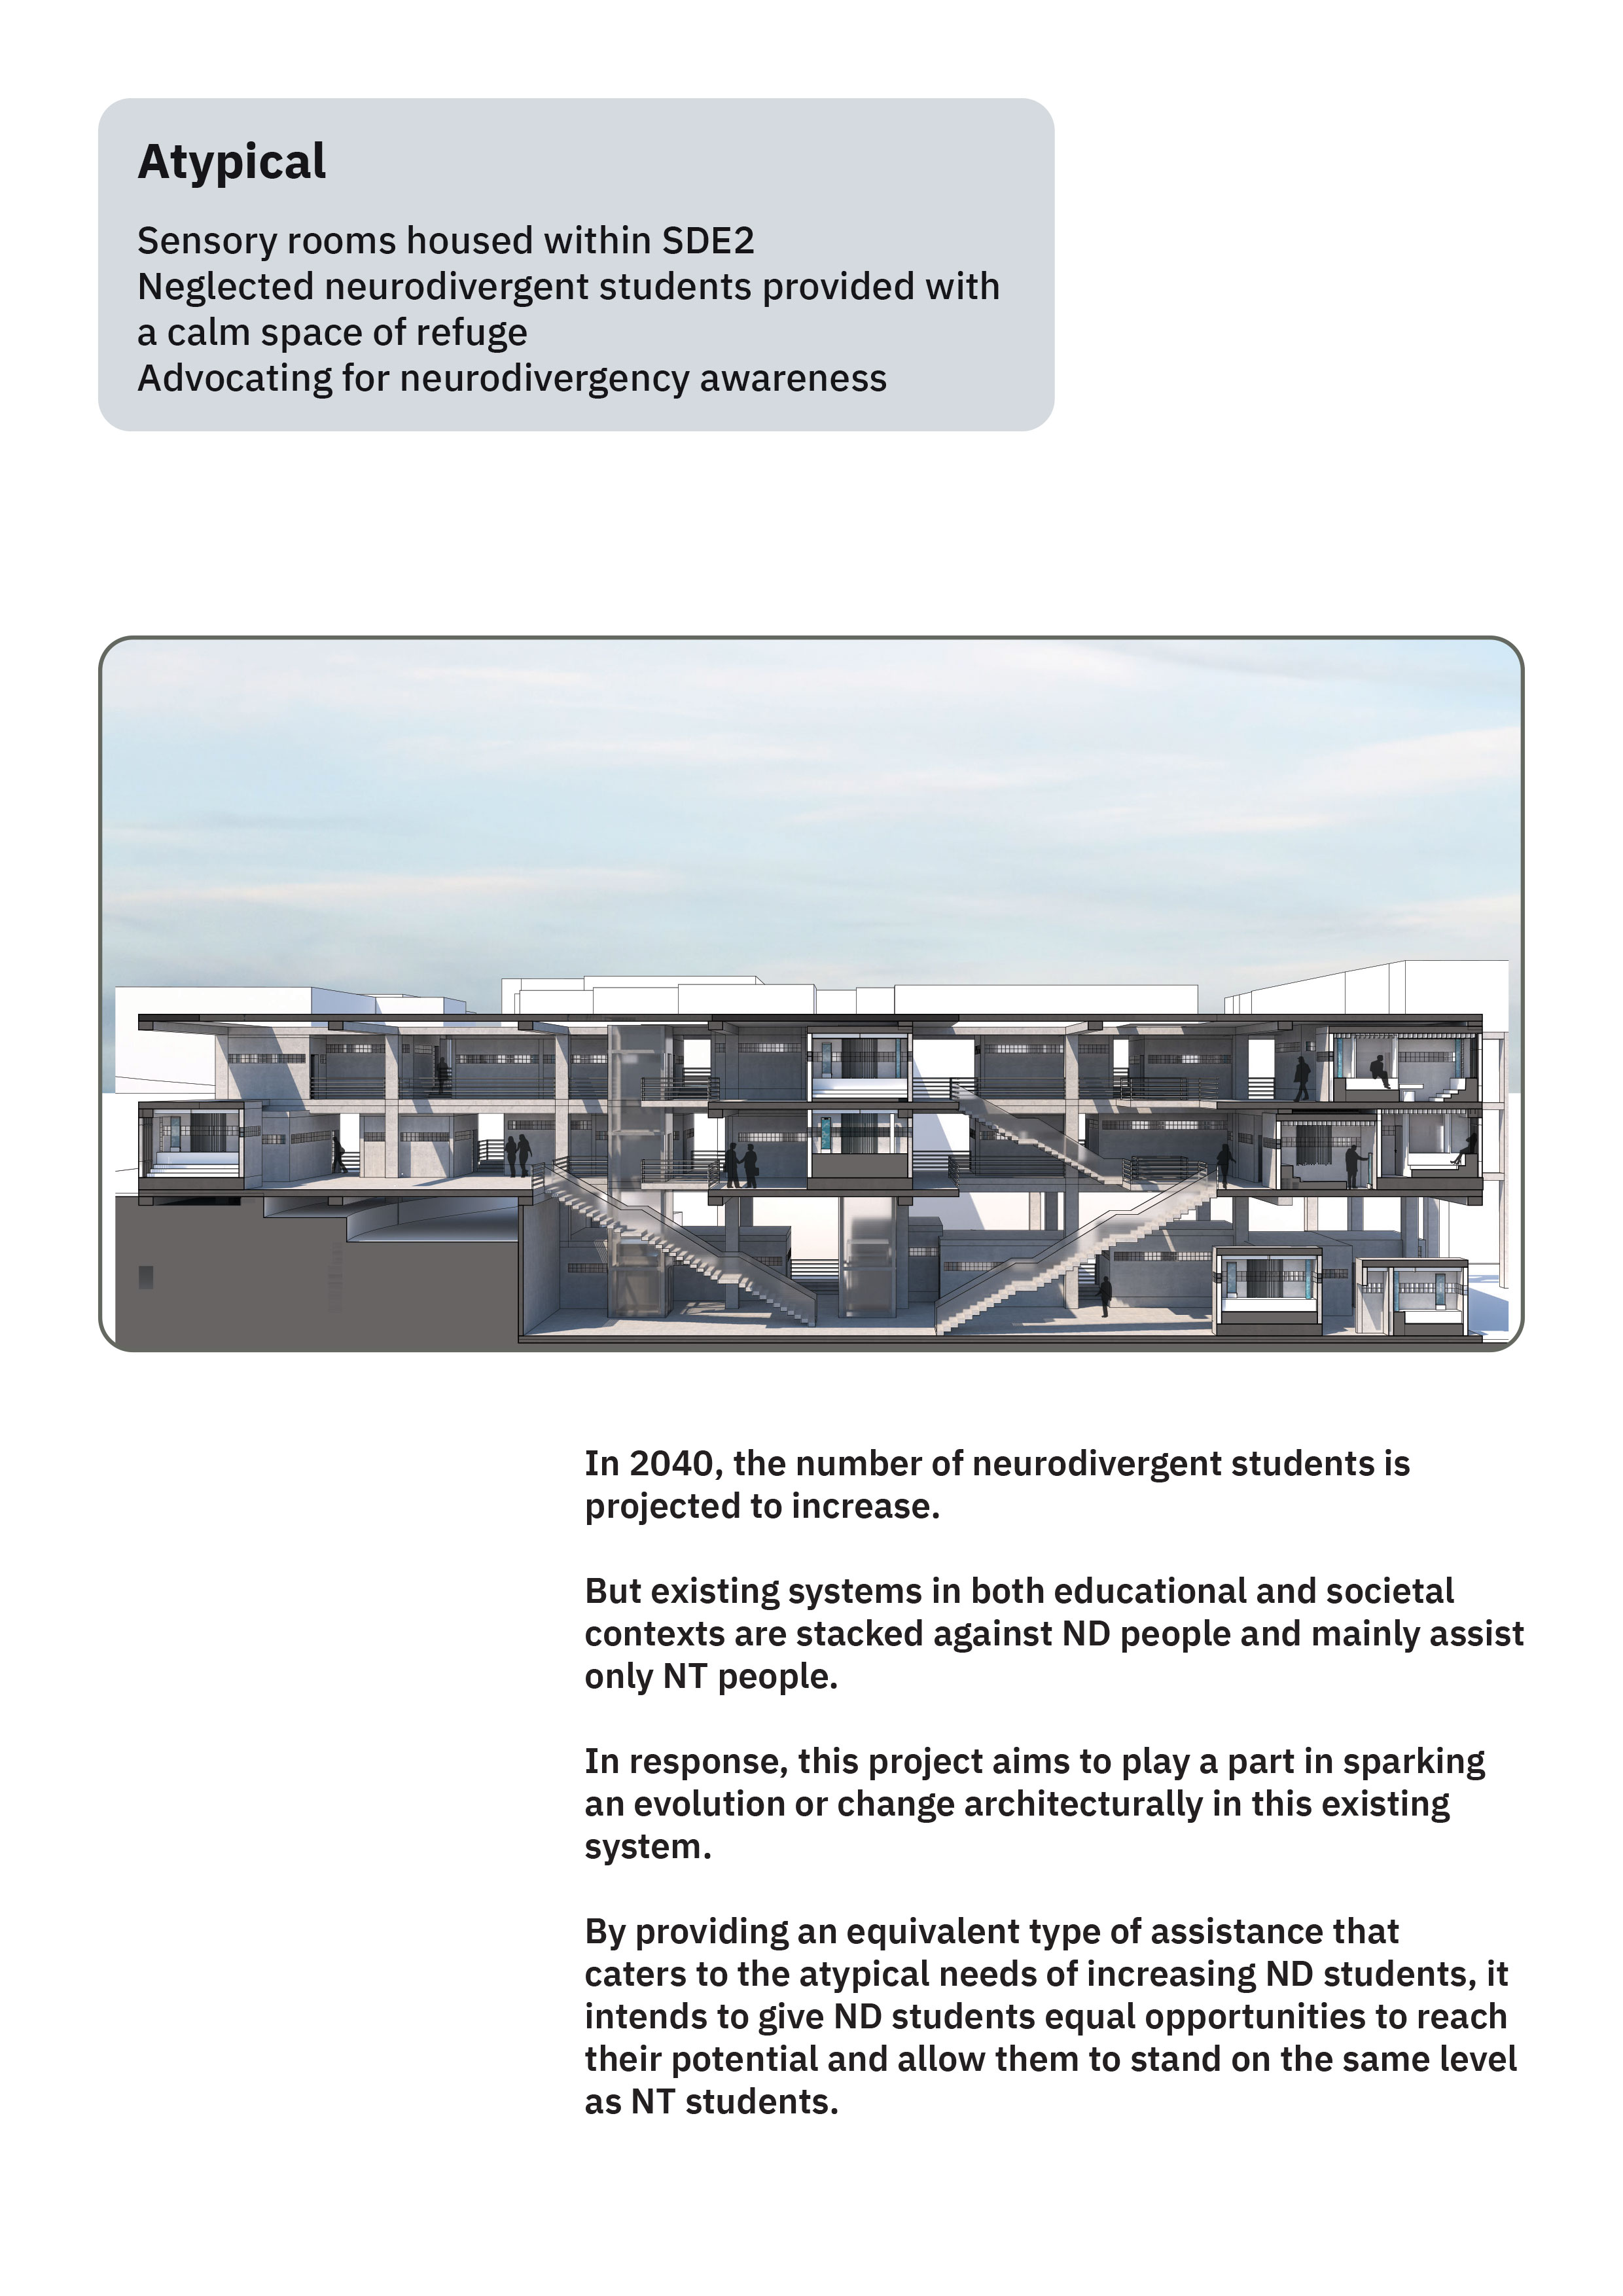 Atypical
Sensory rooms housed within SDE2
Neglected neurodivergent students provided with
a calm space of refuge
Advocating for neurodivergency awareness
In 2040, the number of neurodivergent students is
projected to increase.
But existing systems in both educational and societal
contexts are stacked against ND people and mainly assist
only NT people.
In response, this project aims to play a part in sparking
an evolution or change architecturally in this existing
system.
By providing an equivalent type of assistance that
caters to the atypical needs of increasing ND students, it
intends to give ND students equal opportunities to reach
their potential and allow them to stand on the same level
as NT students.